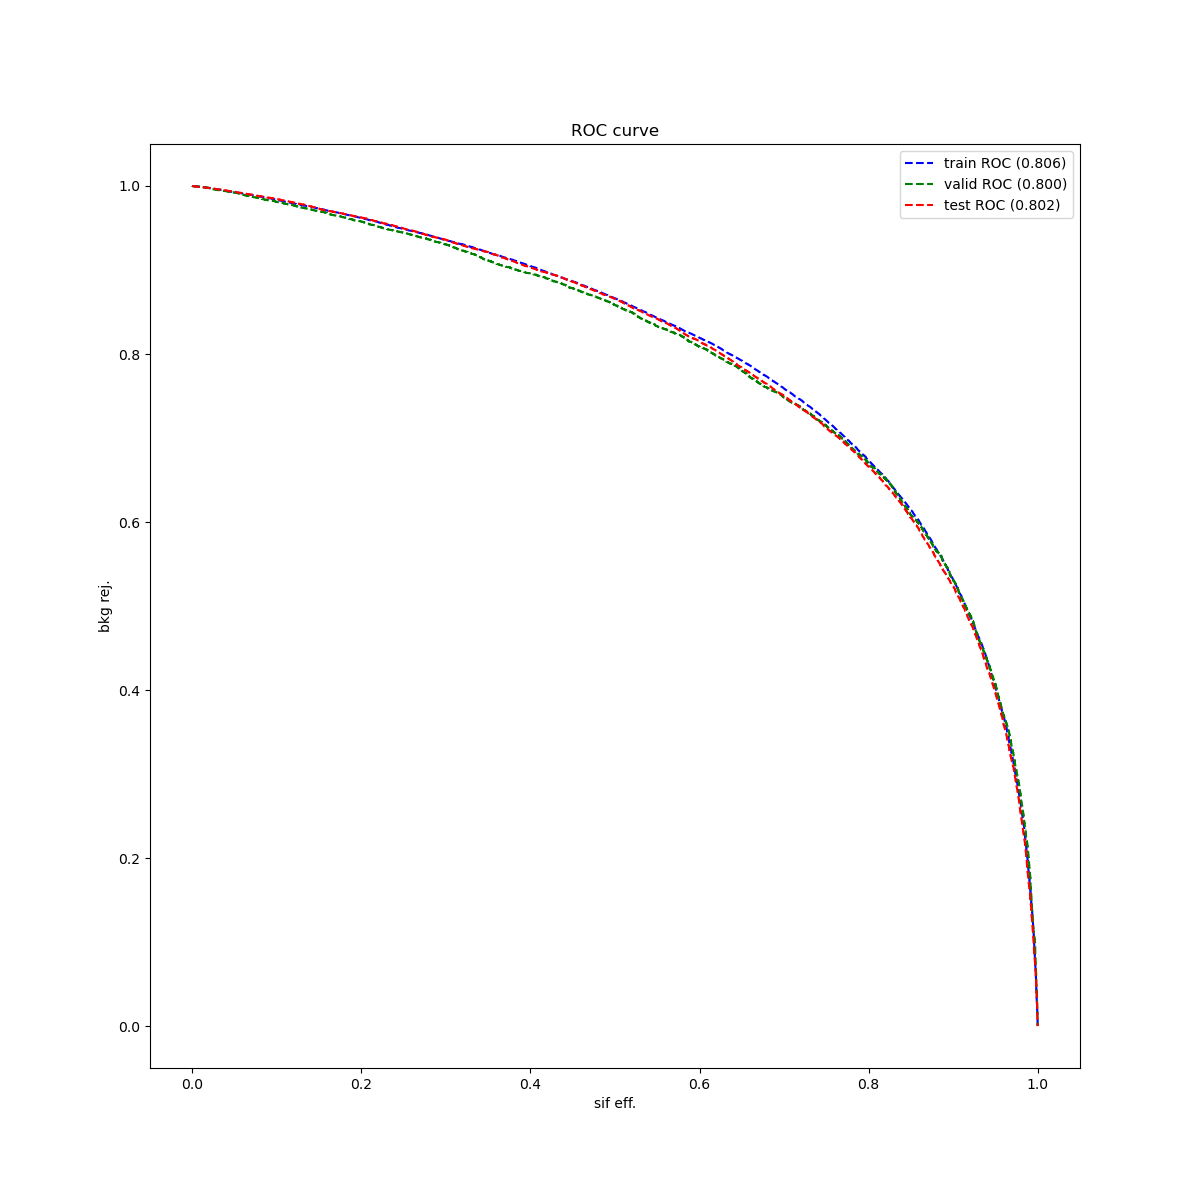 ROC curve
train ROC (0.806)
valid ROC (0.800)
test ROC (0.802)
1.0
0.8
0.6
0.4
0.2
0.0
bkg rej.
0.0 0.2 0.4 0.6 0.8 1.0
sif eff.